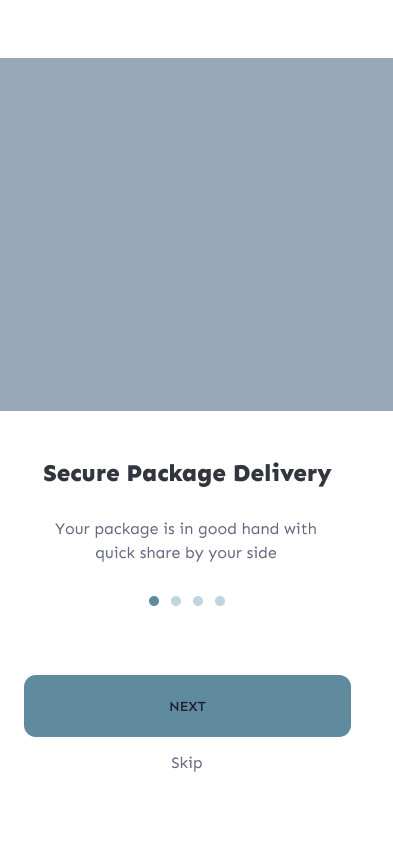 Secure Package Delivery
Your package is in good hand with
quick share by your side
NEXT
Skip